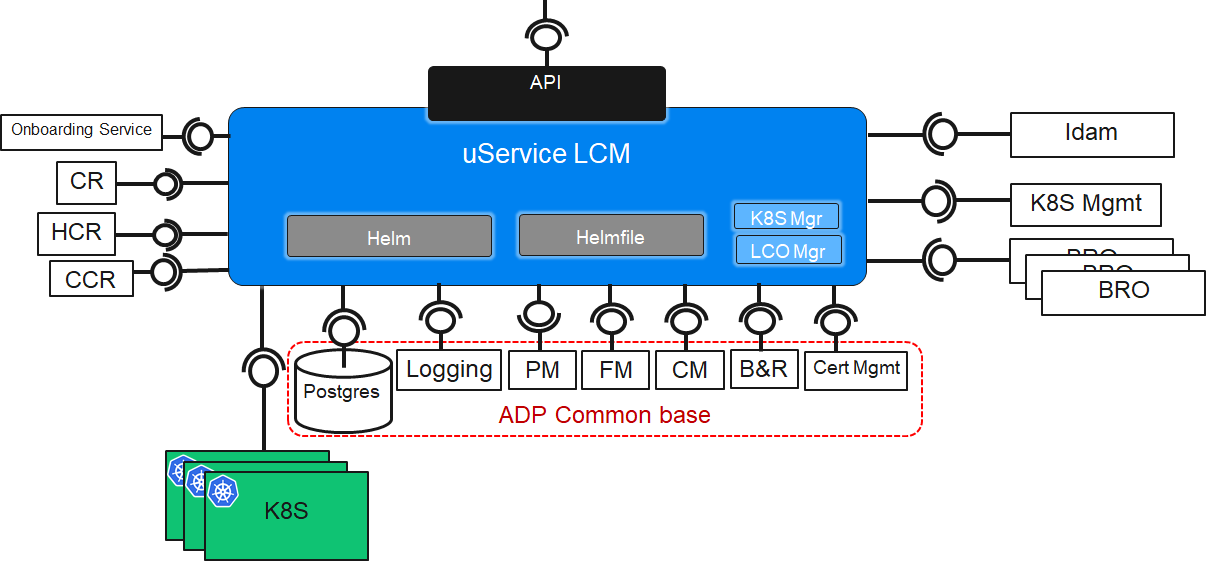 API
Onboarding Service
uService LCM
Idam
CR
K8S Mgmt
HCR
Helm
Helmfile
K8S Mgr
LCO Mgr
CCR
BRO
BRO
BRO
Postgres
Logging
PM
FM
CM
B&R
Cert Mgmt
ADP Common base
K8S